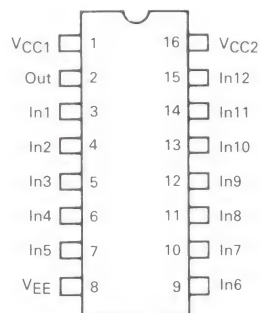 VCC1 1 16 VCC2
Out 2 15 In12
In1 3 14 In11
In2 4 13 In10
In3 5 12 In9
In4 6 11 In8
In5 7 10 In7
VEE 8 9 In6